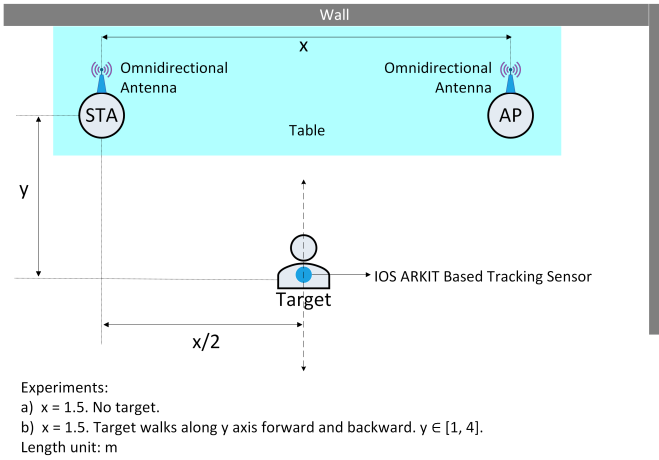 Wall
x
Omnidirectional
Antenna
Omnidirectional
Antenna
STA
AP
Table
y
IOS ARKIT Based Tracking Sensor
Target
x/2
Experiments:
a) x = 1.5. No target.
b) x = 1.5. Target walks along y axis forward and backward. y ∈ [1, 4].
Length unit: m